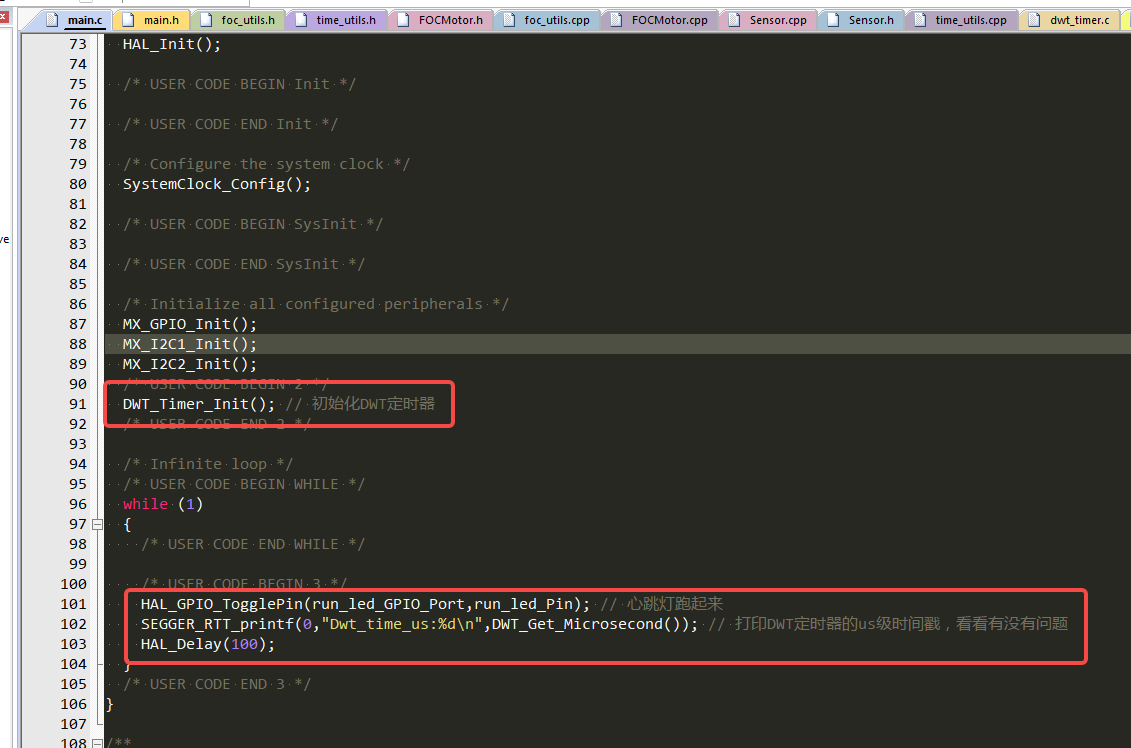 main.c main.h foc_utils.h time_utils.h FOCMotor.h foc_utils.cpp FOCMotor.cpp Sensor.cpp Sensor.h time_utils.cpp dwt_timer.c
73 HAL_Init();
74
75 /* USER CODE BEGIN Init */
76
77 /* USER CODE END Init */
78
79 /* Configure the system clock */
80 SystemClock_Config();
81
82 /* USER CODE BEGIN SysInit */
83
84 /* USER CODE END SysInit */
85
86 /* Initialize all configured peripherals */
87 MX_GPIO_Init();
88 MX_I2C1_Init();
89 MX_I2C2_Init();
90 /* USER CODE BEGIN 2 */
91 DWT_Timer_Init(); // 初始化DWT定时器
92 /* USER CODE END 2 */
93
94 /* Infinite loop */
95 /* USER CODE BEGIN WHILE */
96 while (1)
97 {
98 /* USER CODE END WHILE */
99
100 /* USER CODE BEGIN 3 */
101 HAL_GPIO_TogglePin(run_led_GPIO_Port,run_led_Pin); // 心跳灯跑起来
102 SEGGER_RTT_printf(0,"Dwt_time_us:%d\n",DWT_Get_Microsecond()); // 打印DWT定时器的us级时间戳，看看有没有问题
103 HAL_Delay(100);
104 }
105 /* USER CODE END 3 */
106 }
107
108 /**
ve